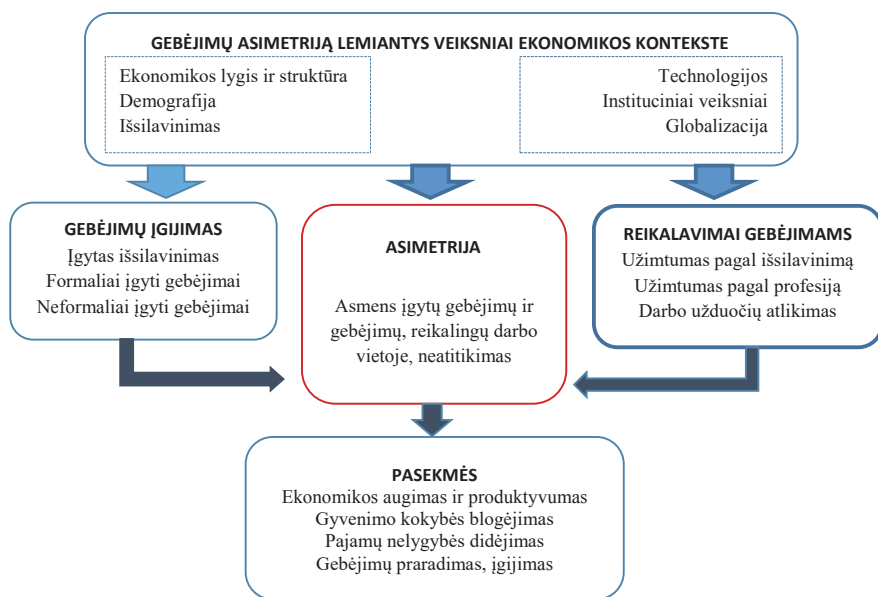 GEBĖJIMŲ ASIMETRIJĄ LEMIANTYS VEIKSNIAI EKONOMIKOS KONTEKSTE
Ekonomikos lygis ir struktūra
Demografija
Išsilavinimas
Technologijos
Instituciniai veiksniai
Globalizacija
GEBĖJIMŲ ĮGIJIMAS
Įgytas išsilavinimas
Formaliai įgyti gebėjimai
Neformaliai įgyti gebėjimai
ASIMETRIJA
Asmens įgytų gebėjimų ir
gebėjimų, reikalingų darbo
vietoje, neatitikimas
REIKALAVIMAI GEBĖJIMAMS
Užimtumas pagal išsilavinimą
Užimtumas pagal profesiją
Darbo užduočių atlikimas
PASEKMĖS
Ekonomikos augimas ir produktyvumas
Gyvenimo kokybės blogėjimas
Pajamų nelygybės didėjimas
Gebėjimų praradimas, įgijimas